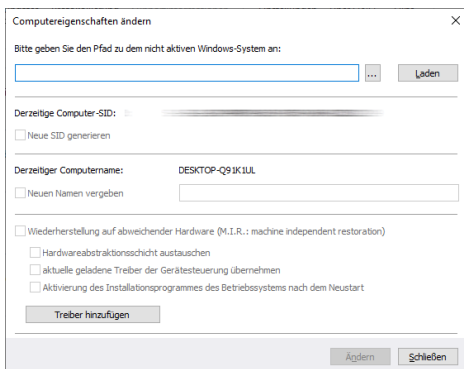 Computereigenschaften ändern
Bitte geben Sie den Pfad zu dem nicht aktiven Windows-System an:
... Laden
Derzeitige Computer-SID:
Neue SID generieren
Derzeitiger Computername: DESKTOP-Q91K1UL
Neuen Namen vergeben
Wiederherstellung auf abweichender Hardware (M.I.R.: machine independent restoration)
Hardwareabstraktionsschicht austauschen
aktuelle geladene Treiber der Gerätesteuerung übernehmen
Aktivierung des Installationsprogrammes des Betriebssystems nach dem Neustart
Treiber hinzufügen
Ändern Schließen